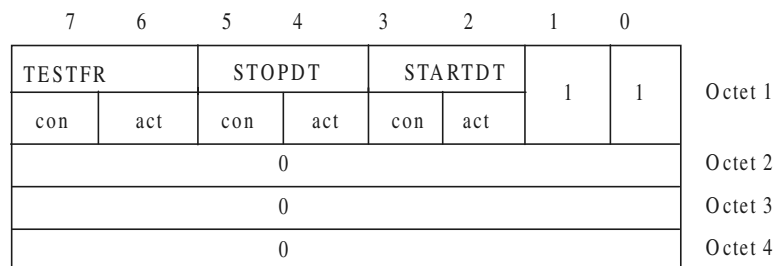 7 6 5 4 3 2 1 0
TESTFR STOPDT STARTDT 1 1 Octet 1
con act con act con act
0 Octet 2
0 Octet 3
0 Octet 4